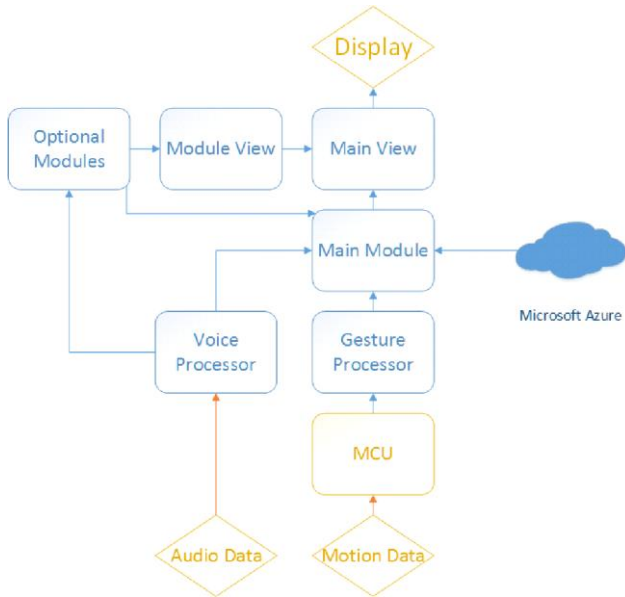 Display
Optional
Modules
Module View
Main View
Main Module
Microsoft Azure
Voice
Processor
Gesture
Processor
MCU
Audio Data
Motion Data